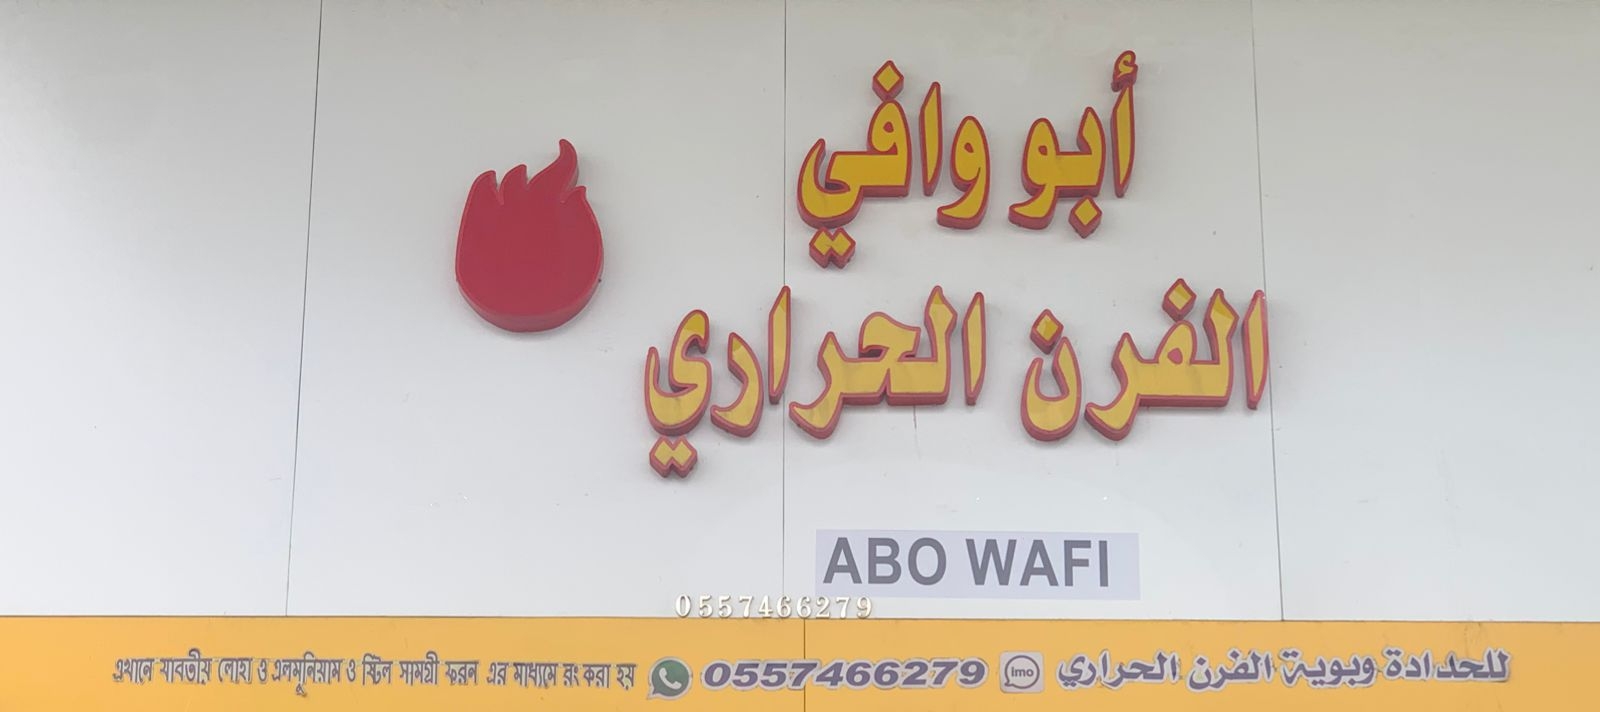 أبو وافي
الفرن الحراري
ABO WAFI
0557466279
এখানে যাবতীয় লোহা ও এলমুনিয়াম ও ষ্টিল সামগ্রী ফরন এর মাধ্যমে রং করা হয় 0557466279 imo للحدادة وبوية الفرن الحراري